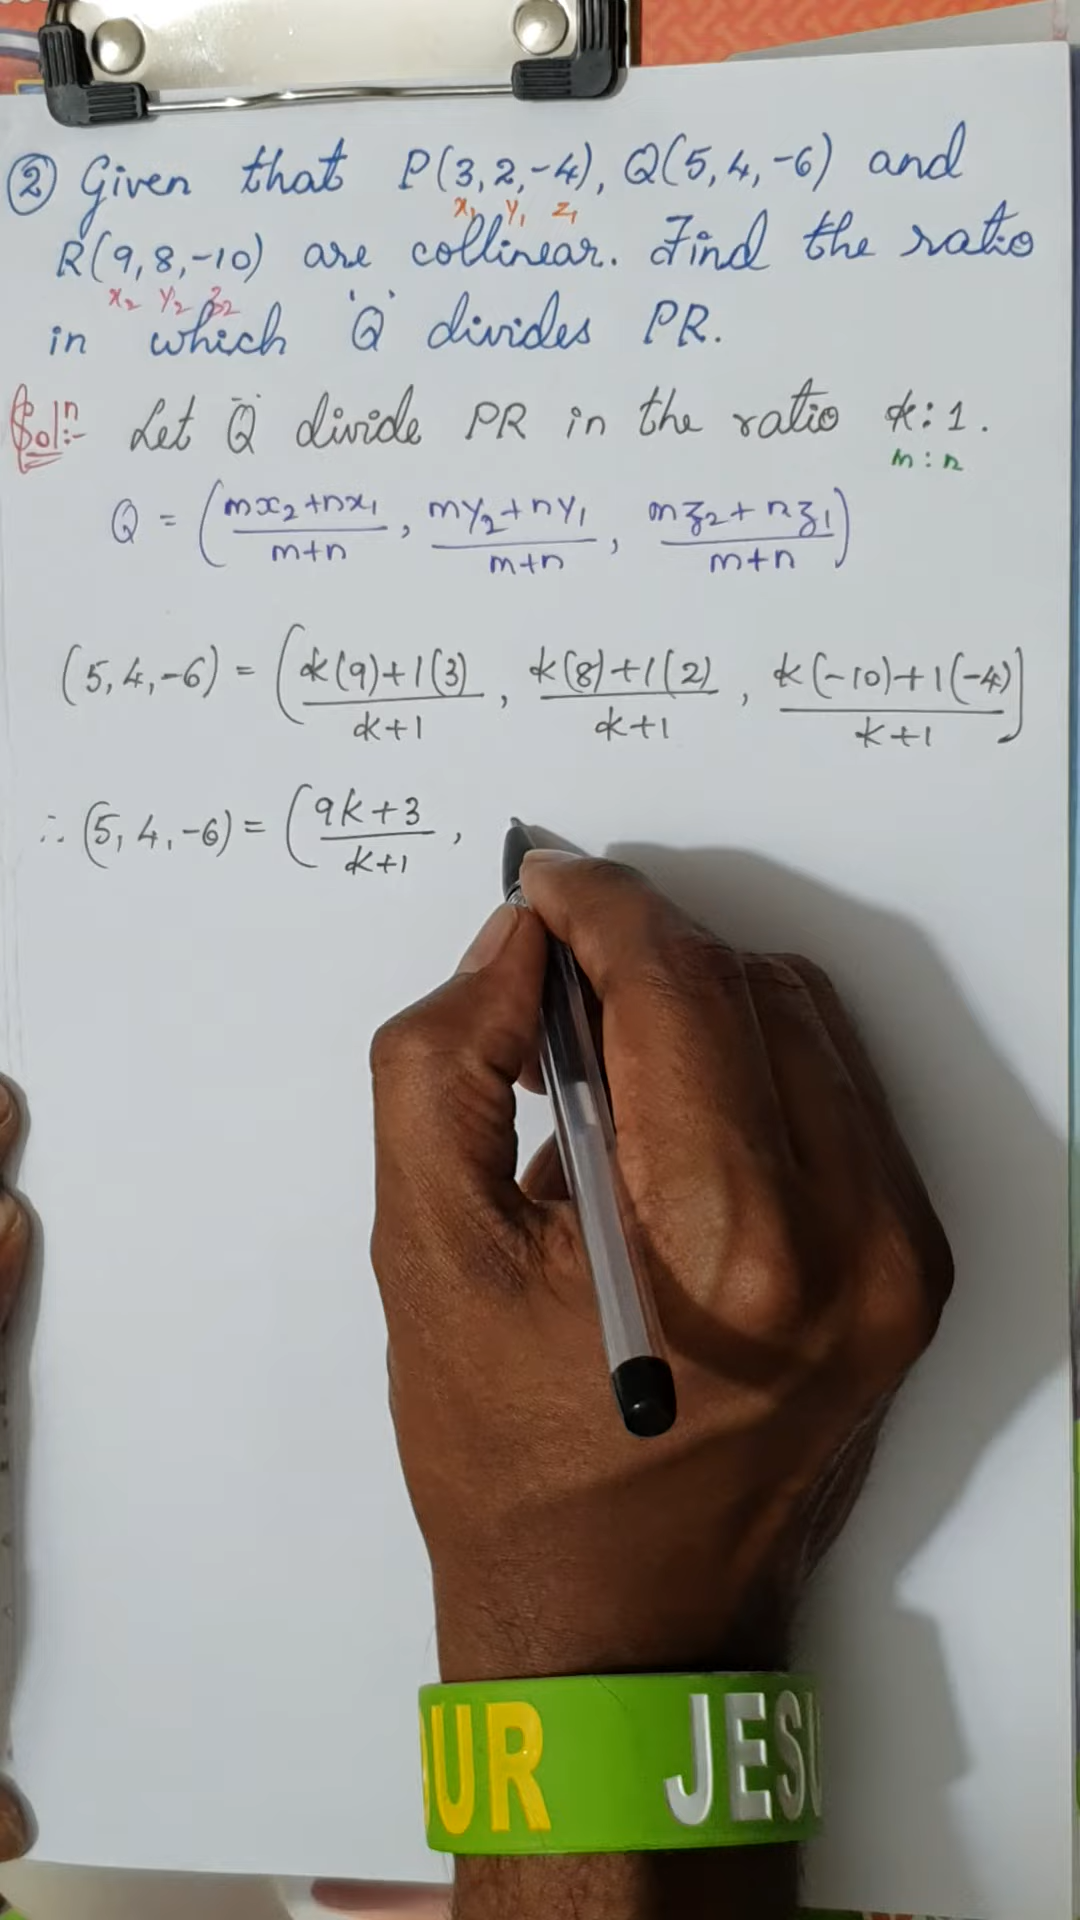 ② Given that P(3,2,-4), Q(5,4,-6) and
x₁ y₁ z₁
R(9,8,-10) are collinear. Find the ratio
x₂ y₂ z₂
in which 'Q' divides PR.
Solⁿ:- Let Q divide PR in the ratio k:1.
m:n
Q = ( (mx₂+nx₁)/(m+n) , (my₂+ny₁)/(m+n) , (mz₂+nz₁)/(m+n) )
(5,4,-6) = ( (k(9)+1(3))/(k+1) , (k(8)+1(2))/(k+1) , (k(-10)+1(-4))/(k+1) )
∴ (5,4,-6) = ( (9k+3)/(k+1) ,
UR JESU